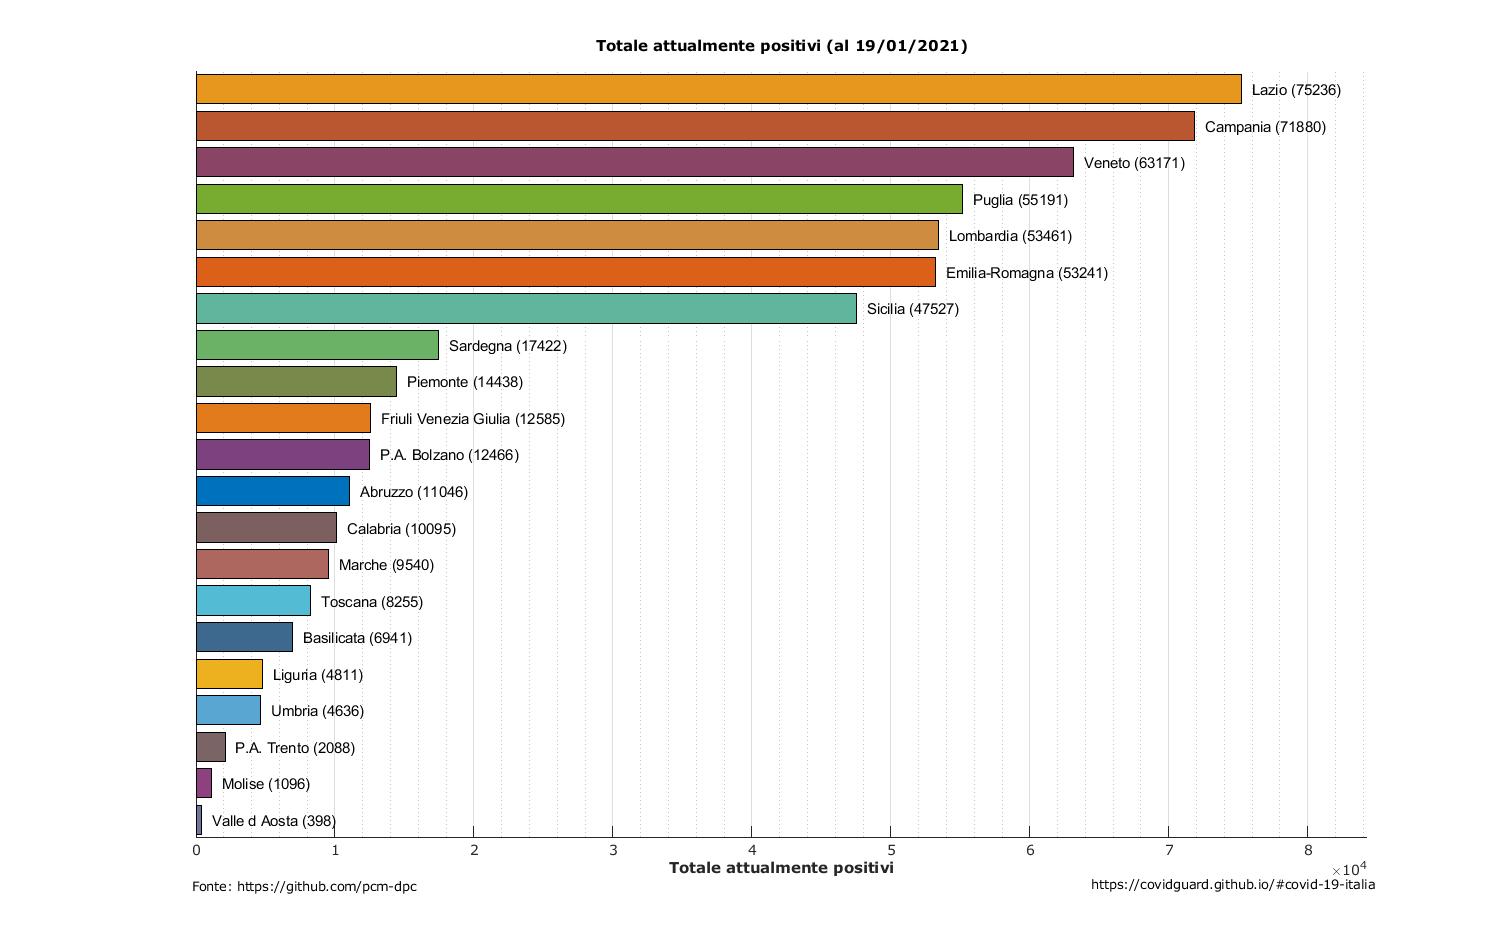 Totale attualmente positivi (al 19/01/2021)
Lazio (75236)
Campania (71880)
Veneto (63171)
Puglia (55191)
Lombardia (53461)
Emilia-Romagna (53241)
Sicilia (47527)
Sardegna (17422)
Piemonte (14438)
Friuli Venezia Giulia (12585)
P.A. Bolzano (12466)
Abruzzo (11046)
Calabria (10095)
Marche (9540)
Toscana (8255)
Basilicata (6941)
Liguria (4811)
Umbria (4636)
P.A. Trento (2088)
Molise (1096)
Valle d Aosta (398)
0 1 2 3 4 5 6 7 8
×10⁴
Totale attualmente positivi
Fonte: https://github.com/pcm-dpc
https://covidguard.github.io/#covid-19-italia